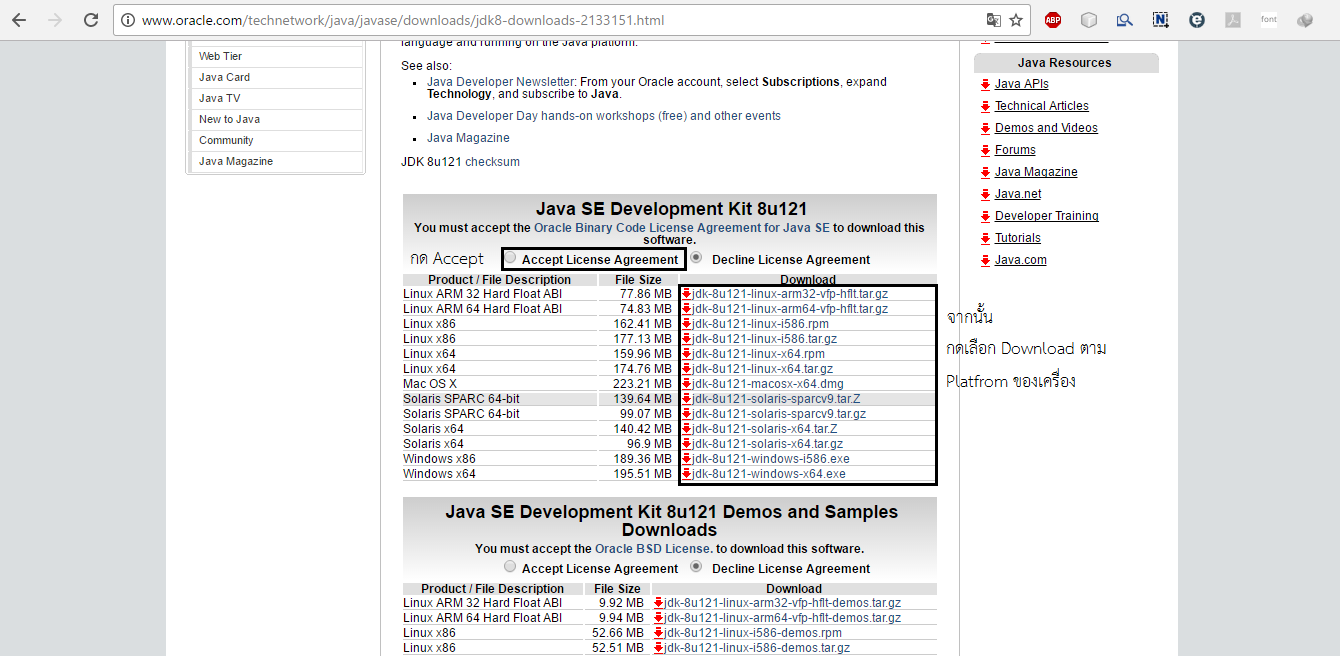 www.oracle.com/technetwork/java/javase/downloads/jdk8-downloads-2133151.html
ABP
N
e
font
Web Tier
Java Card
Java TV
New to Java
Community
Java Magazine
language and running on the Java platform.
See also:
Java Developer Newsletter: From your Oracle account, select Subscriptions, expand
Technology, and subscribe to Java.
Java Developer Day hands-on workshops (free) and other events
Java Magazine
JDK 8u121 checksum
Java SE Development Kit 8u121
You must accept the Oracle Binary Code License Agreement for Java SE to download this
software.
กด Accept Accept License Agreement Decline License Agreement
Product / File Description File Size Download
Linux ARM 32 Hard Float ABI 77.86 MB jdk-8u121-linux-arm32-vfp-hflt.tar.gz
Linux ARM 64 Hard Float ABI 74.83 MB jdk-8u121-linux-arm64-vfp-hflt.tar.gz
Linux x86 162.41 MB jdk-8u121-linux-i586.rpm
Linux x86 177.13 MB jdk-8u121-linux-i586.tar.gz
Linux x64 159.96 MB jdk-8u121-linux-x64.rpm
Linux x64 174.76 MB jdk-8u121-linux-x64.tar.gz
Mac OS X 223.21 MB jdk-8u121-macosx-x64.dmg
Solaris SPARC 64-bit 139.64 MB jdk-8u121-solaris-sparcv9.tar.Z
Solaris SPARC 64-bit 99.07 MB jdk-8u121-solaris-sparcv9.tar.gz
Solaris x64 140.42 MB jdk-8u121-solaris-x64.tar.Z
Solaris x64 96.9 MB jdk-8u121-solaris-x64.tar.gz
Windows x86 189.36 MB jdk-8u121-windows-i586.exe
Windows x64 195.51 MB jdk-8u121-windows-x64.exe
จากนั้น
กดเลือก Download ตาม
Platfrom ของเครื่อง
Java SE Development Kit 8u121 Demos and Samples
Downloads
You must accept the Oracle BSD License. to download this software.
Accept License Agreement Decline License Agreement
Product / File Description File Size Download
Linux ARM 32 Hard Float ABI 9.92 MB jdk-8u121-linux-arm32-vfp-hflt-demos.tar.gz
Linux ARM 64 Hard Float ABI 9.94 MB jdk-8u121-linux-arm64-vfp-hflt-demos.tar.gz
Linux x86 52.66 MB jdk-8u121-linux-i586-demos.rpm
Linux x86 52.51 MB jdk-8u121-linux-i586-demos.tar.gz
Java Resources
Java APIs
Technical Articles
Demos and Videos
Forums
Java Magazine
Java.net
Developer Training
Tutorials
Java.com